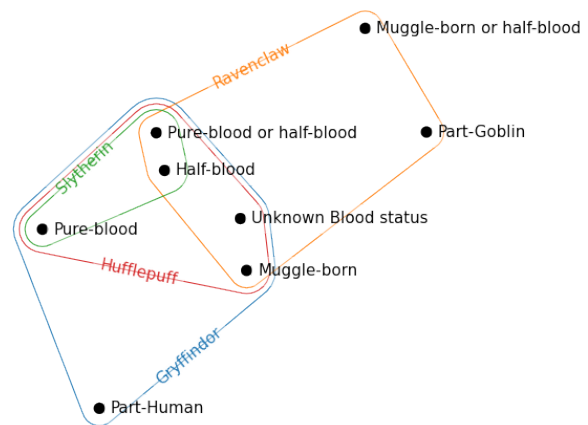 Muggle-born or half-blood
Ravenclaw
Pure-blood or half-blood
Part-Goblin
Slytherin
Half-blood
Unknown Blood status
Pure-blood
Hufflepuff
Muggle-born
Gryffindor
Part-Human